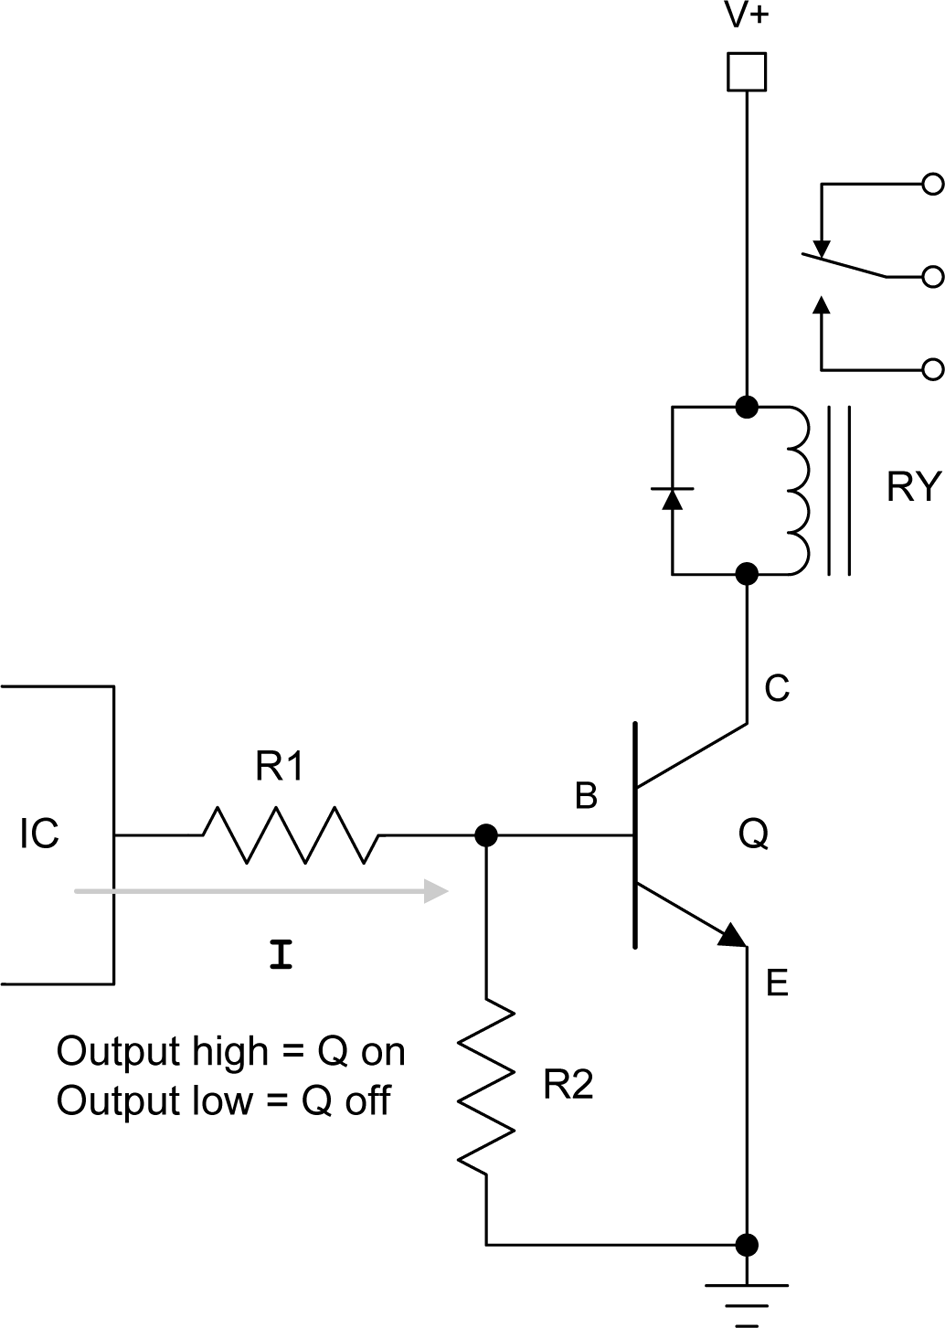 V+
RY
C
R1
B
IC
Q
I
E
Output high = Q on
Output low = Q off
R2